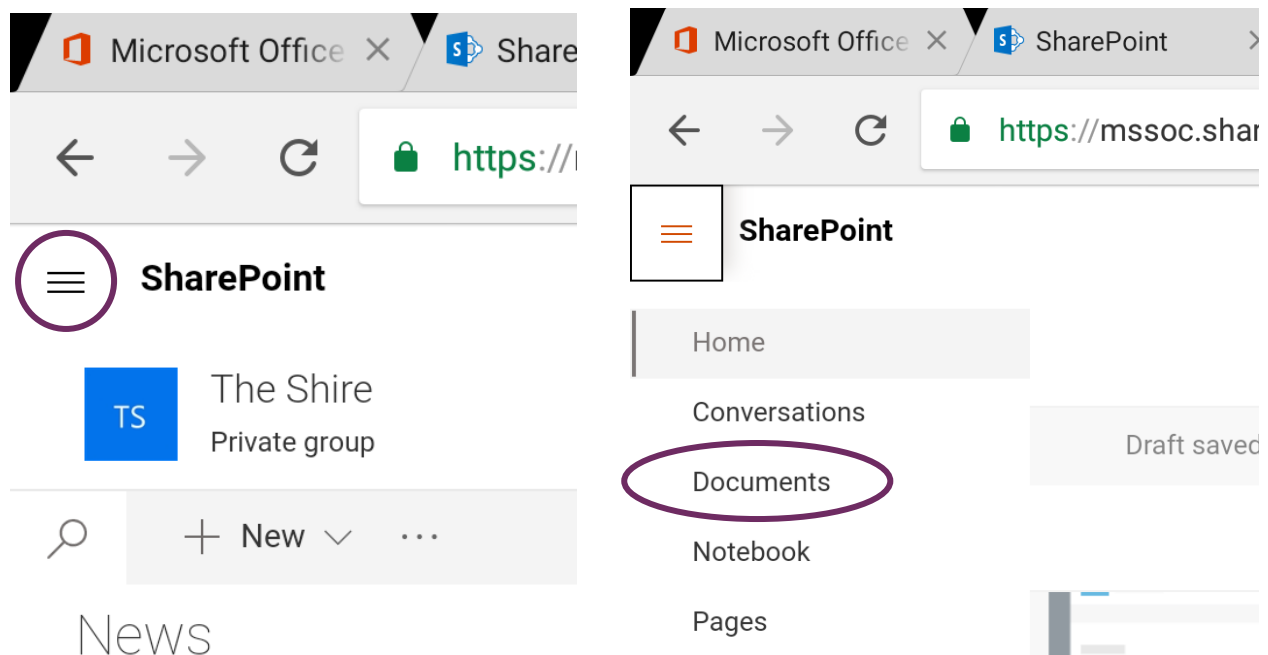 Microsoft Office
Share
https://
SharePoint
TS
The Shire
Private group
New
News
Microsoft Office
SharePoint
https://mssoc.shar
SharePoint
Home
Conversations
Draft saved
Documents
Notebook
Pages